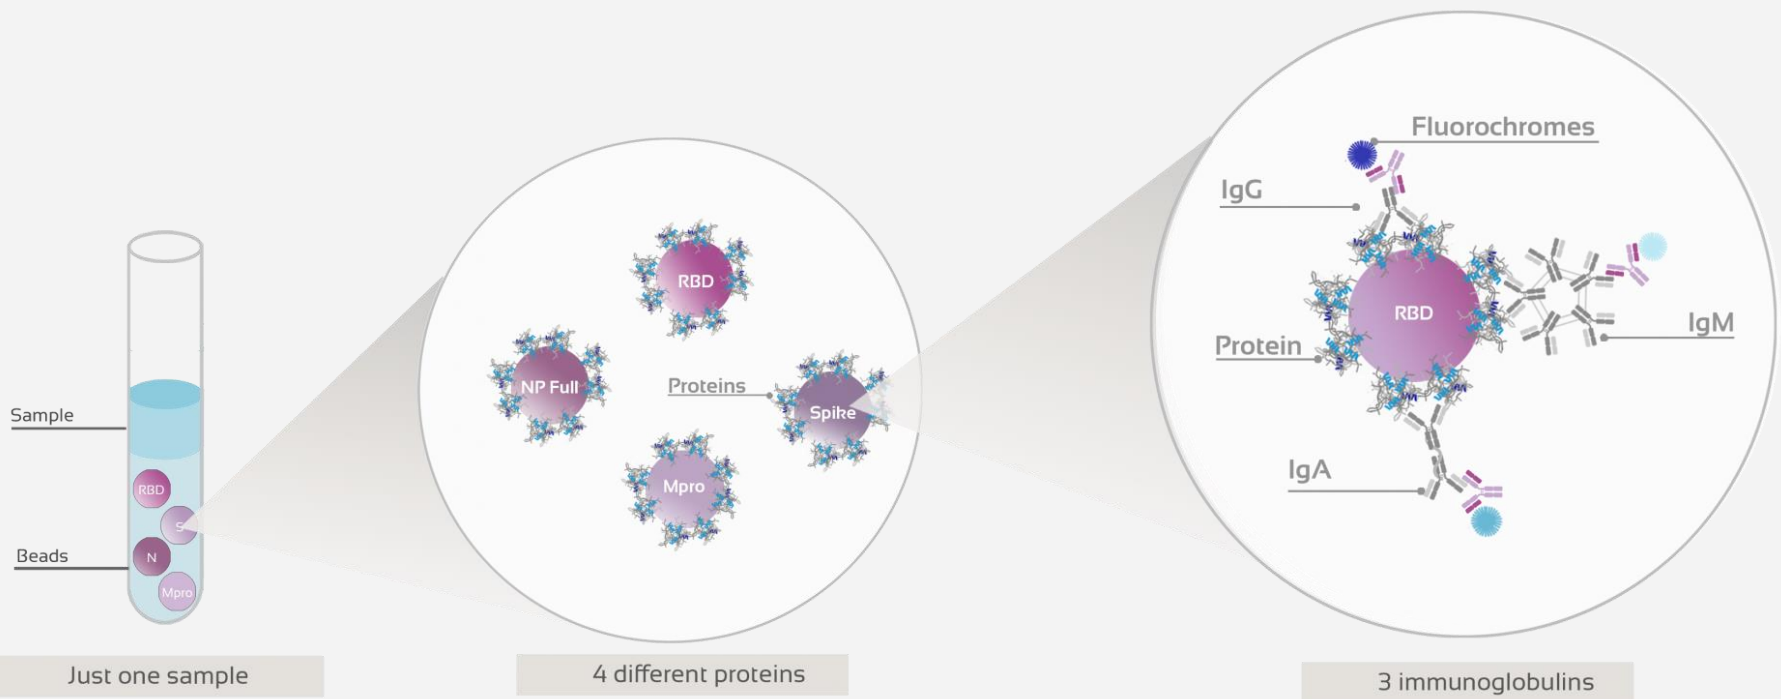 Sample
RBD
S
Beads
N
Mpro
Just one sample
RBD
NP Full
Proteins
Spike
Mpro
4 different proteins
Fluorochromes
IgG
RBD
IgM
Protein
IgA
3 immunoglobulins